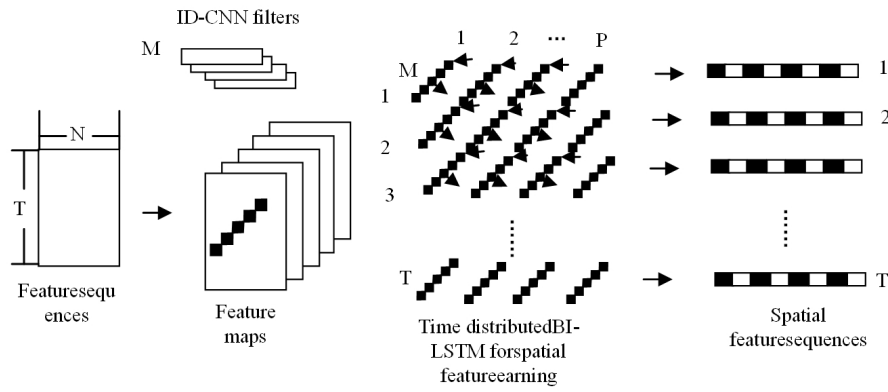 ID-CNN filters
M
N
T
Featuresequ
ences
Feature
maps
1 2 ... P
M
1
2
3
T
Time distributedBI-
LSTM forspatial
featureearning
1
2
T
Spatial
featuresequences